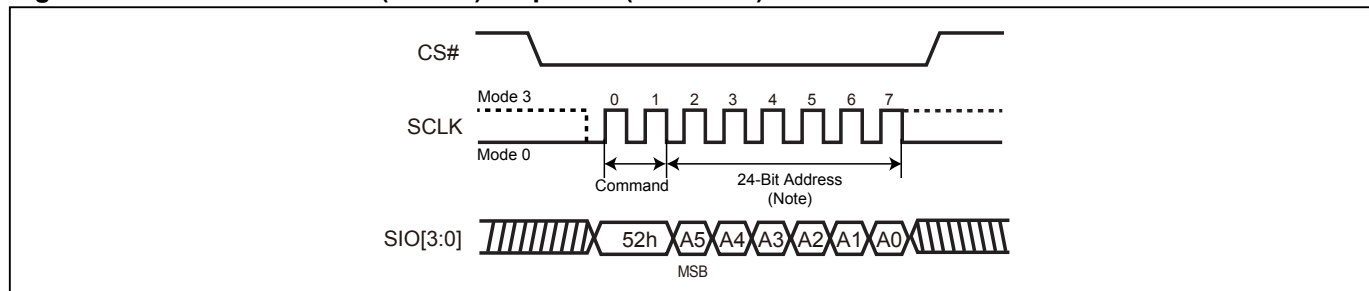 CS#
Mode 3
0 1 2 3 4 5 6 7
SCLK
Mode 0
Command
24-Bit Address
(Note)
SIO[3:0]
52h A5 A4 A3 A2 A1 A0
MSB